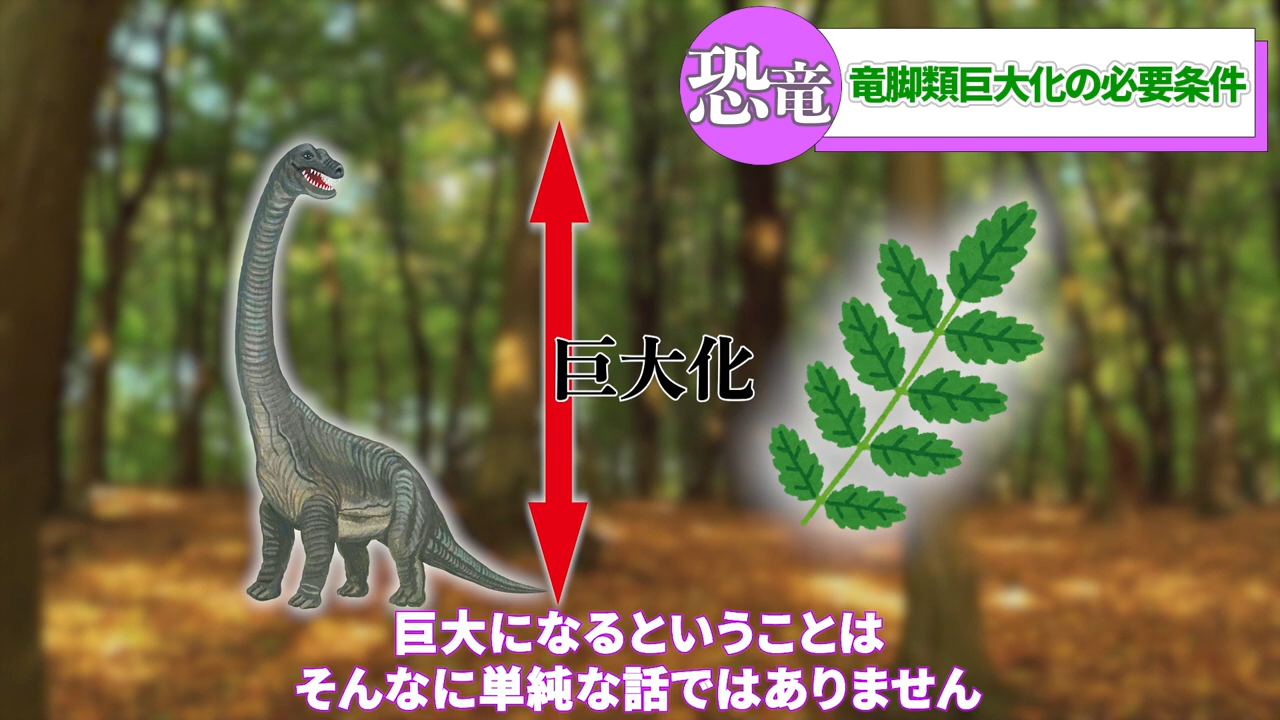 恐竜
竜脚類巨大化の必要条件
巨大化
巨大になるということは
そんなに単純な話ではありません